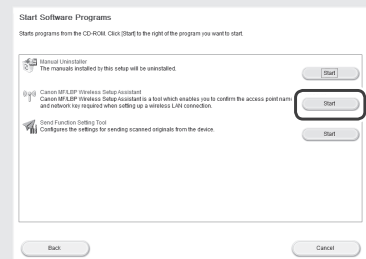 Start Software Programs
Starts programs from the CD-ROM. Click [Start] to the right of the program you want to start.
Manual Uninstaller
The manuals installed by this setup will be uninstalled.
Start
Canon MF/LBP Wireless Setup Assistant
Canon MF/LBP Wireless Setup Assistant is a tool which enables you to confirm the access point name
and network key required when setting up a wireless LAN connection.
Start
Send Function Setting Tool
Configures the settings for sending scanned originals from the device.
Start
Back
Cancel